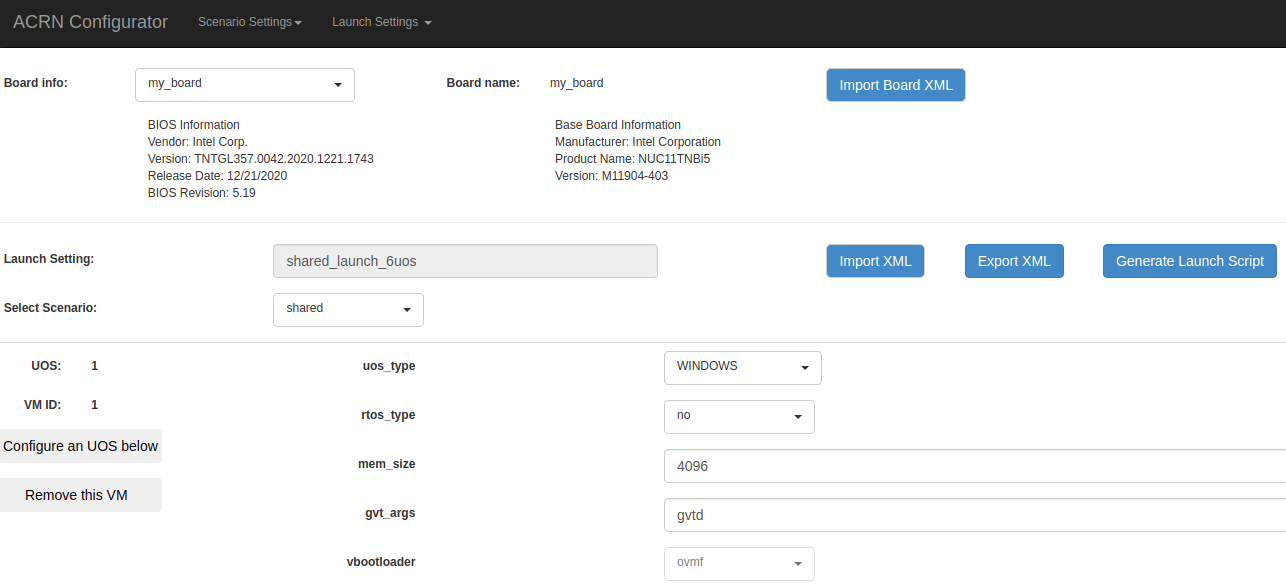 ACRN Configurator Scenario Settings Launch Settings
Board info: my_board Board name: my_board Import Board XML
BIOS Information Base Board Information
Vendor: Intel Corp. Manufacturer: Intel Corporation
Version: TNTGL357.0042.2020.1221.1743 Product Name: NUC11TNBi5
Release Date: 12/21/2020 Version: M11904-403
BIOS Revision: 5.19
Launch Setting: shared_launch_6uos Import XML Export XML Generate Launch Script
Select Scenario: shared
UOS: 1 uos_type WINDOWS
VM ID: 1 rtos_type no
Configure an UOS below mem_size 4096
Remove this VM gvt_args gvtd
vbootloader ovmf